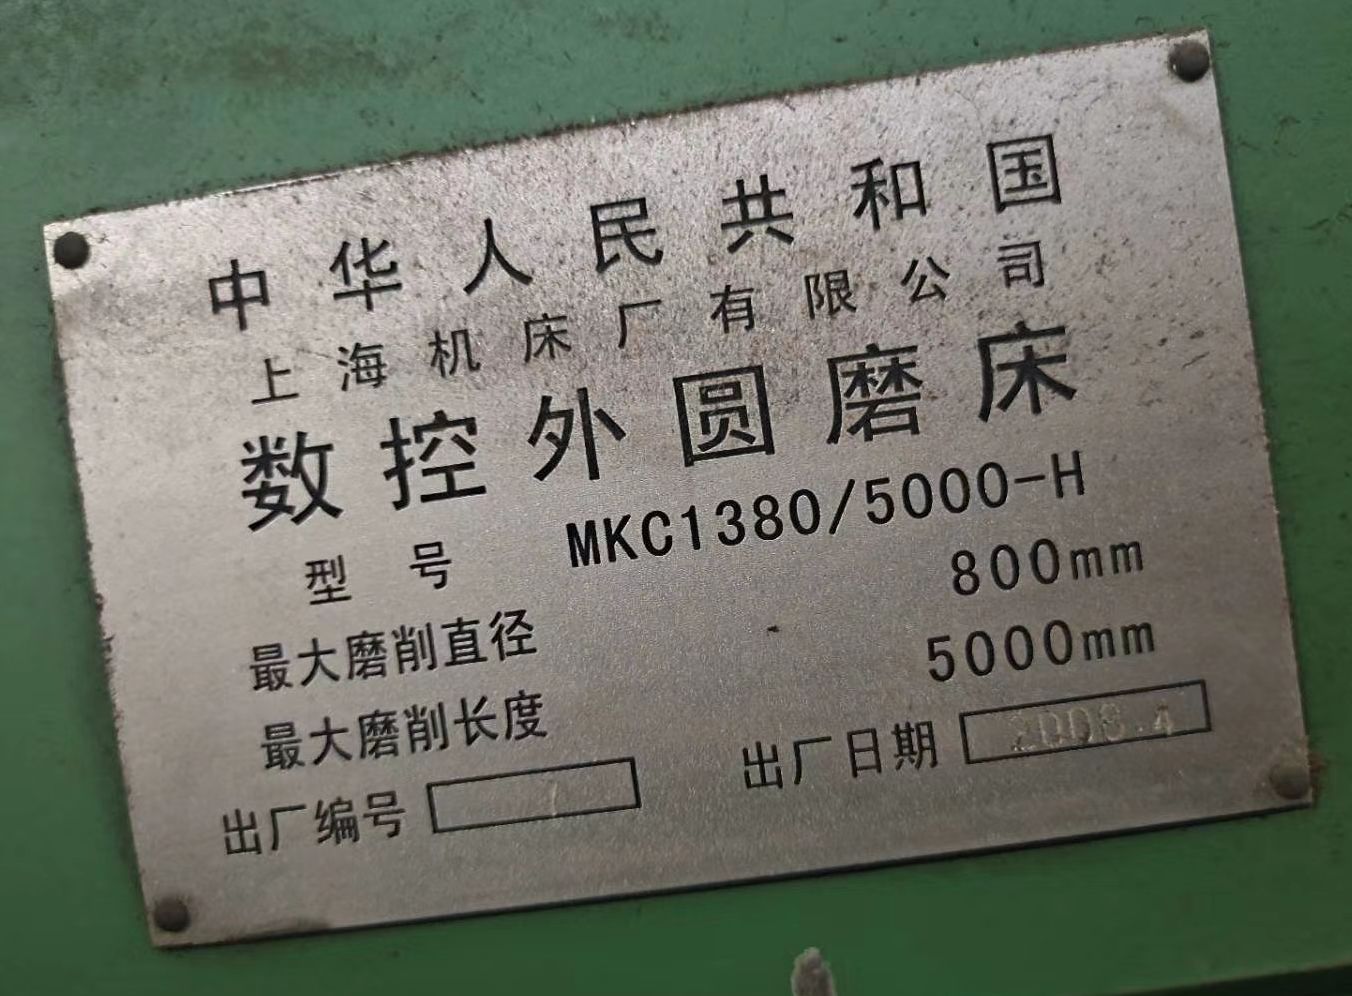 中华人民共和国
上海机床厂有限公司
数控外圆磨床
型号 MKC1380/5000-H
最大磨削直径 800mm
最大磨削长度 5000mm
出厂编号 出厂日期 2008.4